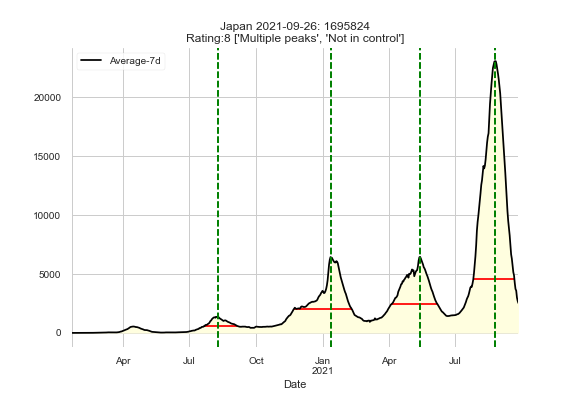 Japan 2021-09-26: 1695824
Rating:8 ['Multiple peaks', 'Not in control']
Average-7d
20000
15000
10000
5000
0
Apr
Jul
Oct
Jan
2021
Apr
Jul
Date